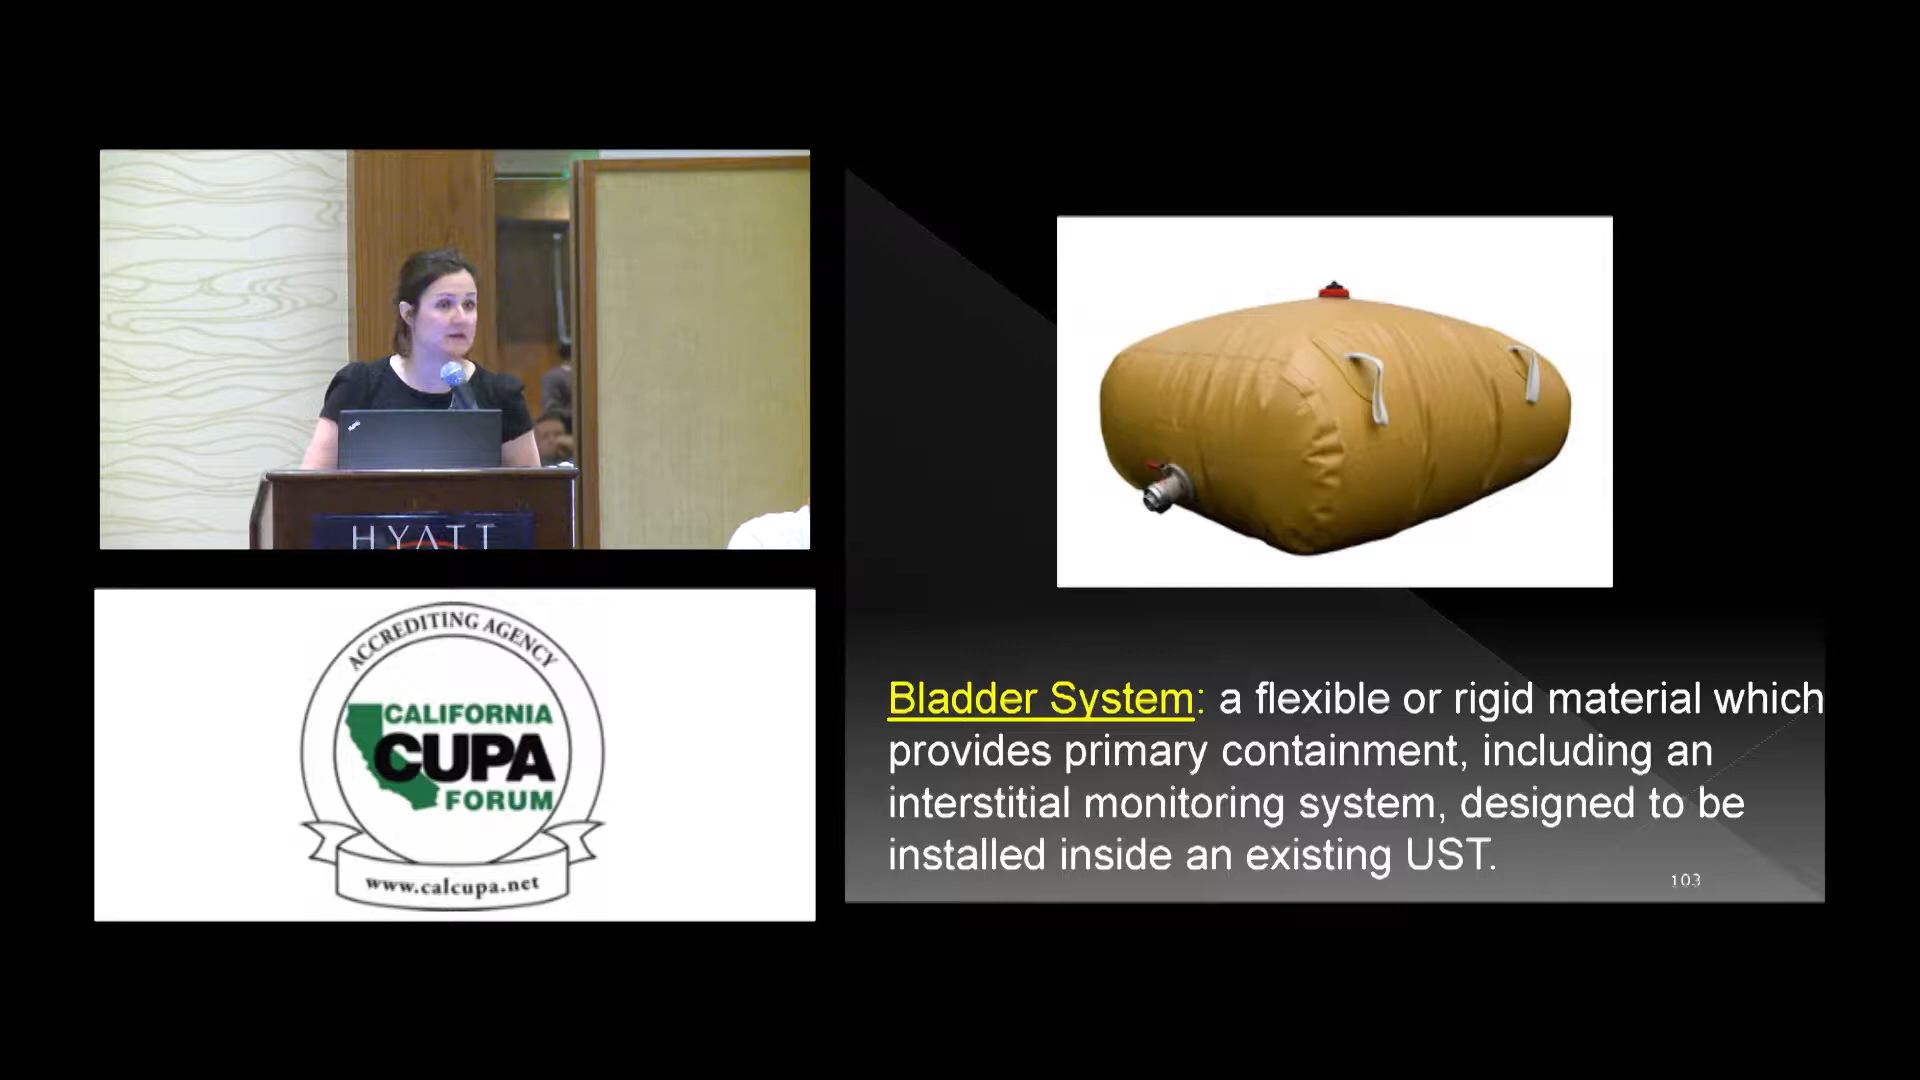 HYATT
ACCREDITING AGENCY
CALIFORNIA
CUPA
FORUM
www.calcupa.net
Bladder System: a flexible or rigid material which
provides primary containment, including an
interstitial monitoring system, designed to be
installed inside an existing UST.
103